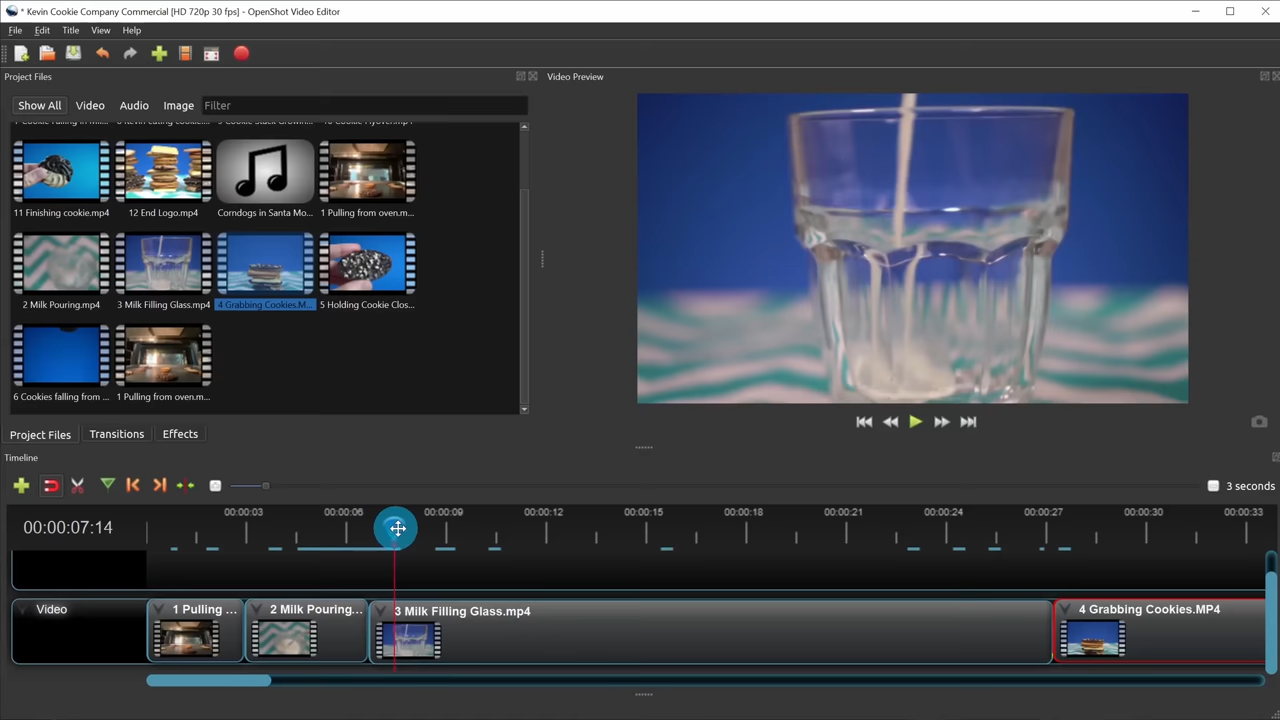 * Kevin Cookie Company Commercial [HD 720p 30 fps] - OpenShot Video Editor
File Edit Title View Help
Project Files
Video Preview
Show All Video Audio Image Filter
11 Finishing cookie.mp4 12 End Logo.mp4 Corndogs in Santa Mo... 1 Pulling from oven.m...
2 Milk Pouring.mp4 3 Milk Filling Glass.mp4 4 Grabbing Cookies.M... 5 Holding Cookie Clos...
6 Cookies falling from ... 1 Pulling from oven.m...
Project Files Transitions Effects
Timeline
3 seconds
00:00:07:14 00:00:03 00:00:06 00:00:09 00:00:12 00:00:15 00:00:18 00:00:21 00:00:24 00:00:27 00:00:30 00:00:33
Video 1 Pulling ... 2 Milk Pouring... 3 Milk Filling Glass.mp4 4 Grabbing Cookies.MP4